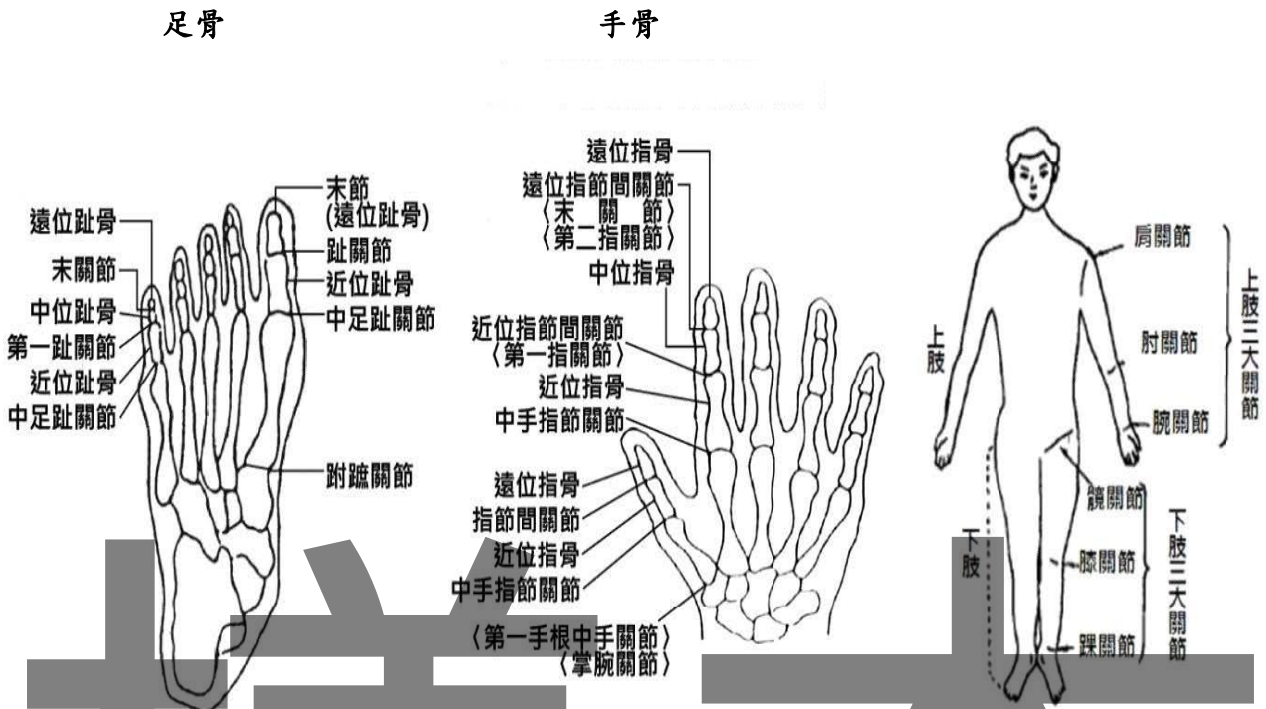 足骨
手骨
遠位趾骨
末關節
中位趾骨
第一趾關節
近位趾骨
中足趾關節
末節
(遠位趾骨)
趾關節
近位趾骨
中足趾關節
跗蹠關節
遠位指骨
遠位指節間關節
〈末關節〉
〈第二指關節〉
中位指骨
近位指節間關節
〈第一指關節〉
近位指骨
中手指節關節
遠位指骨
指節間關節
近位指骨
中手指節關節
〈第一手根中手關節〉
〈掌腕關節〉
肩關節
肘關節
腕關節
上肢三大關節
上肢
髖關節
膝關節
踝關節
下肢三大關節
下肢